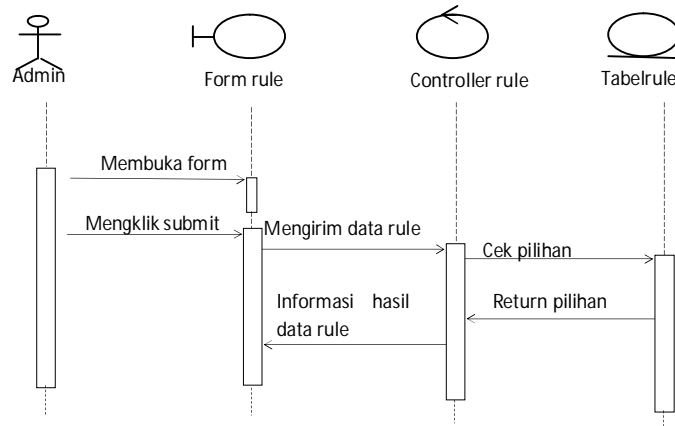 Admin
Form rule
Controller rule
Tabelrule
Membuka form
Mengklik submit
Mengirim data rule
Cek pilihan
Informasi hasil
data rule
Return pilihan